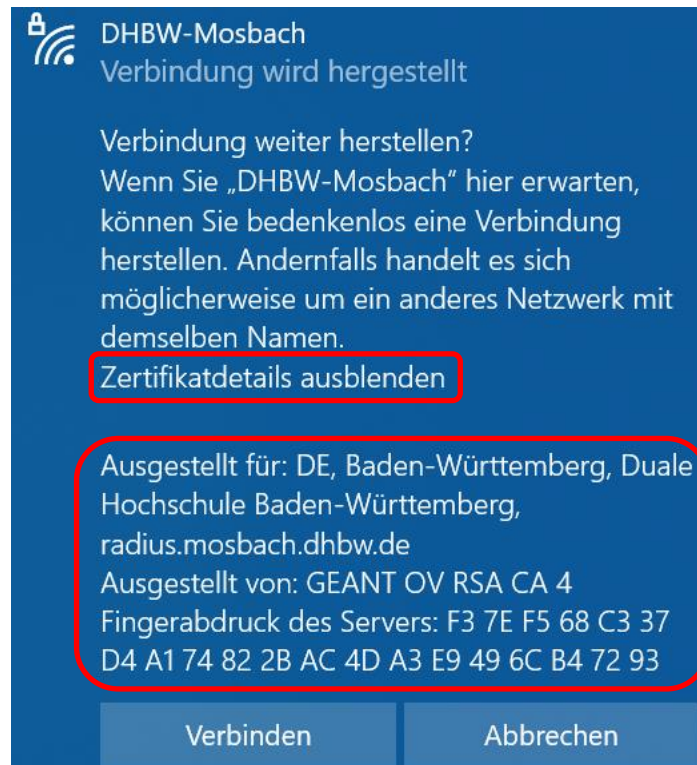 DHBW-Mosbach
Verbindung wird hergestellt
Verbindung weiter herstellen?
Wenn Sie „DHBW-Mosbach" hier erwarten,
können Sie bedenkenlos eine Verbindung
herstellen. Andernfalls handelt es sich
möglicherweise um ein anderes Netzwerk mit
demselben Namen.
Zertifikatdetails ausblenden
Ausgestellt für: DE, Baden-Württemberg, Duale
Hochschule Baden-Württemberg,
radius.mosbach.dhbw.de
Ausgestellt von: GEANT OV RSA CA 4
Fingerabdruck des Servers: F3 7E F5 68 C3 37
D4 A1 74 82 2B AC 4D A3 E9 49 6C B4 72 93
Verbinden
Abbrechen